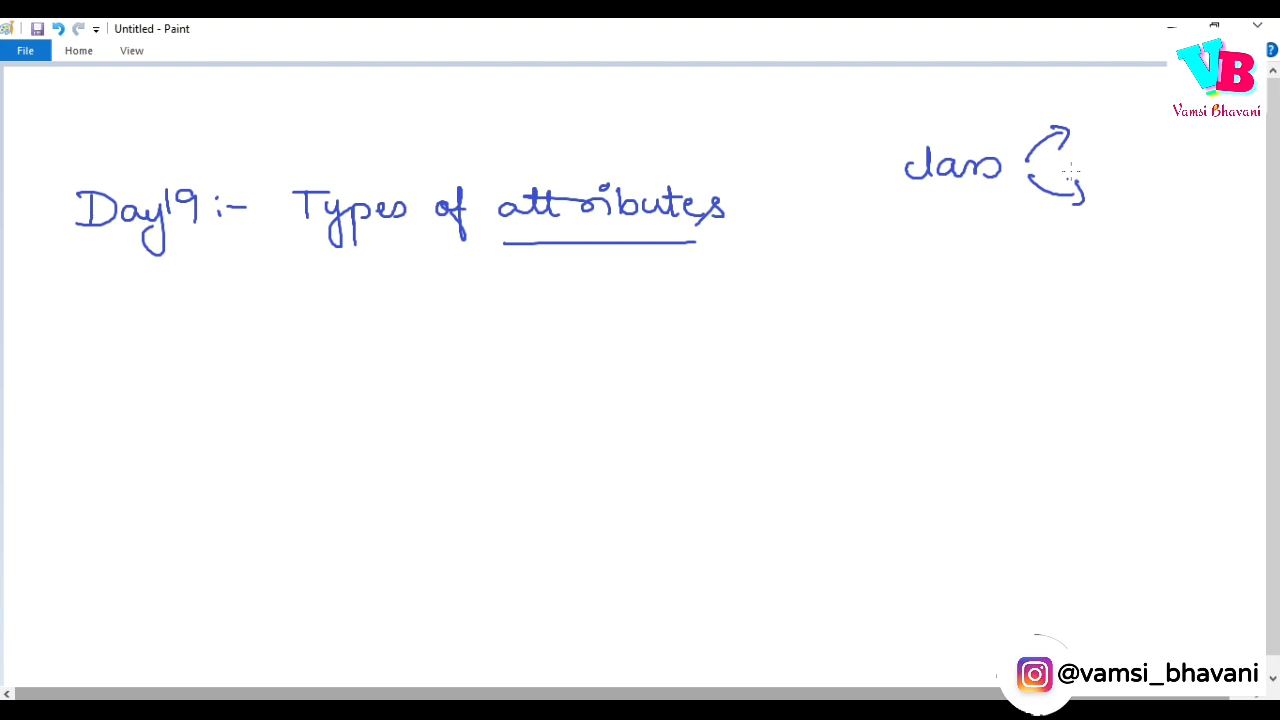 Untitled - Paint
File Home View
VB
Vamsi Bhavani
class
Day19 :- Types of attributes
@vamsi_bhavani